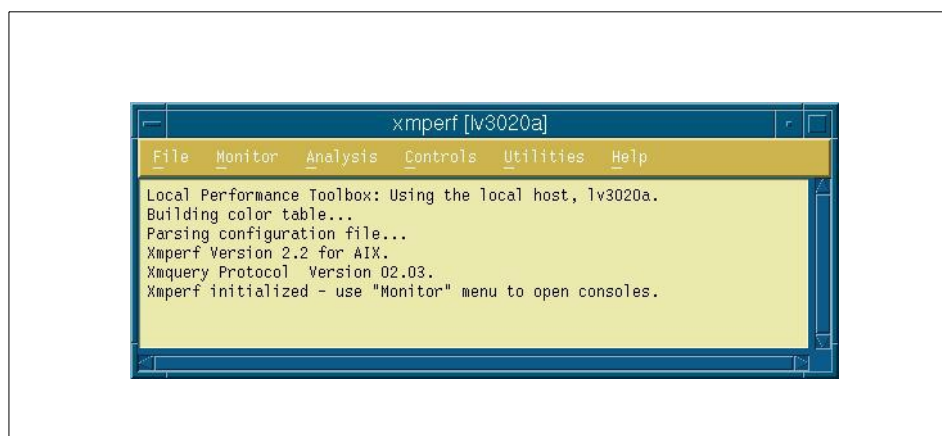 xmperf [lv3020a]
File Monitor Analysis Controls Utilities Help
Local Performance Toolbox: Using the local host, lv3020a.
Building color table...
Parsing configuration file...
Xmperf Version 2.2 for AIX.
Xmquery Protocol  Version 02.03.
Xmperf initialized - use "Monitor" menu to open consoles.